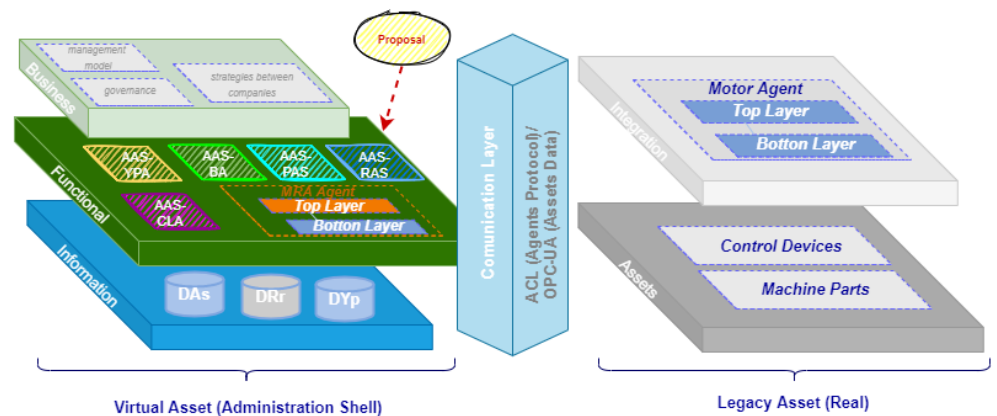 Proposal
management
model
governance
strategies between
companies
Business
AAS-
YPA
AAS-
BA
AAS-
PAS
AAS-
RAS
AAS-
CLA
MRA Agent
Top Layer
Botton Layer
Functional
DAs
DRr
DYp
Information
Comunication Layer
ACL (Agents Protocol)/
OPC-UA (Assets Data)
Motor Agent
Top Layer
Botton Layer
Integration
Control Devices
Machine Parts
Assets
Virtual Asset (Administration Shell)
Legacy Asset (Real)